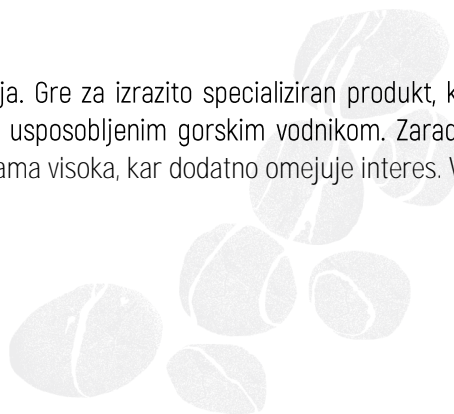 ja. Gre za izrazito specializiran produkt, k
usposobljenim gorskim vodnikom. Zarad
ama visoka, kar dodatno omejuje interes. V